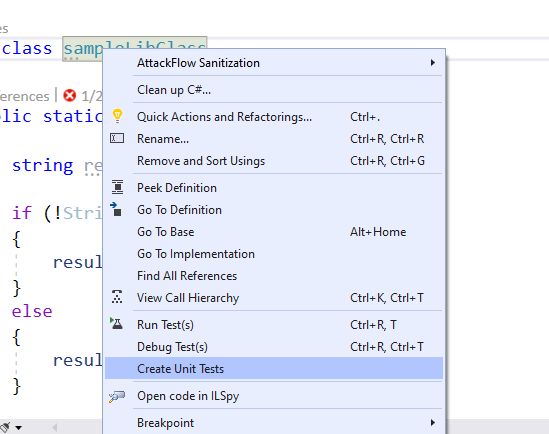 es
class sampleLibClass
AttackFlow Sanitization
Clean up C#...
erences | 1/2
Quick Actions and Refactorings... Ctrl+.
lic static
Rename... Ctrl+R, Ctrl+R
Remove and Sort Usings Ctrl+R, Ctrl+G
string re
Peek Definition
if (!Stri
Go To Definition
{
Go To Base Alt+Home
Go To Implementation
resul
Find All References
}
View Call Hierarchy Ctrl+K, Ctrl+T
else
Run Test(s) Ctrl+R, T
{
Debug Test(s) Ctrl+R, Ctrl+T
resul
Create Unit Tests
}
Open code in ILSpy
Breakpoint